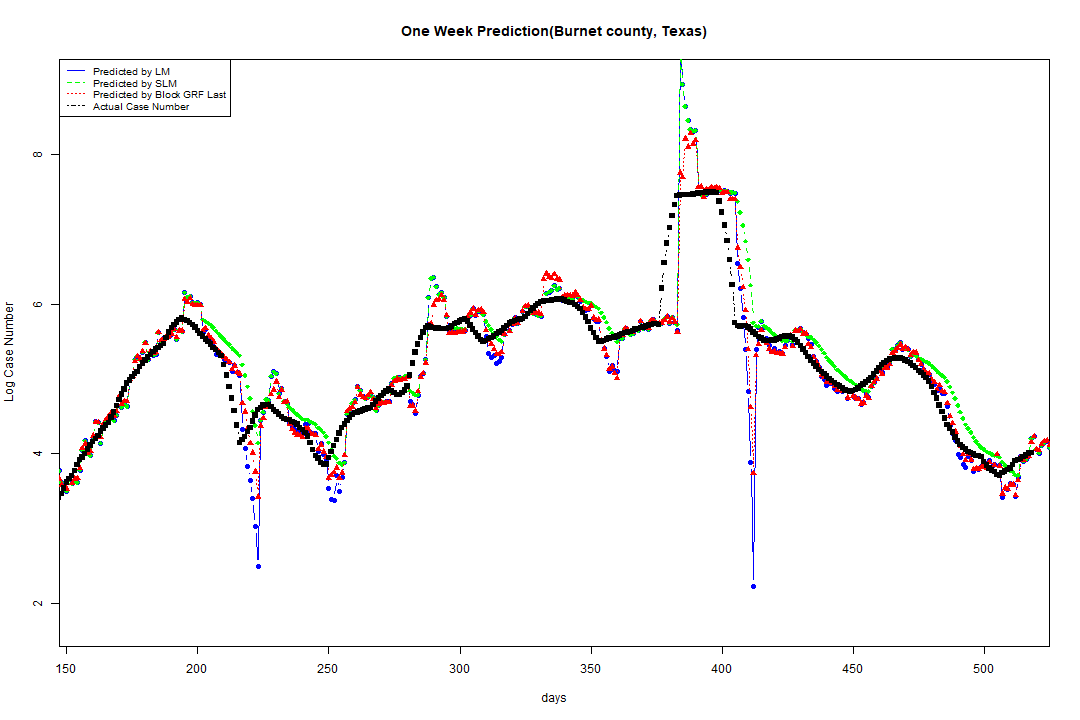 One Week Prediction(Burnet county, Texas)
Predicted by LM
Predicted by SLM
Predicted by Block GRF Last
Actual Case Number
8
6
4
2
Log Case Number
150 200 250 300 350 400 450 500
days